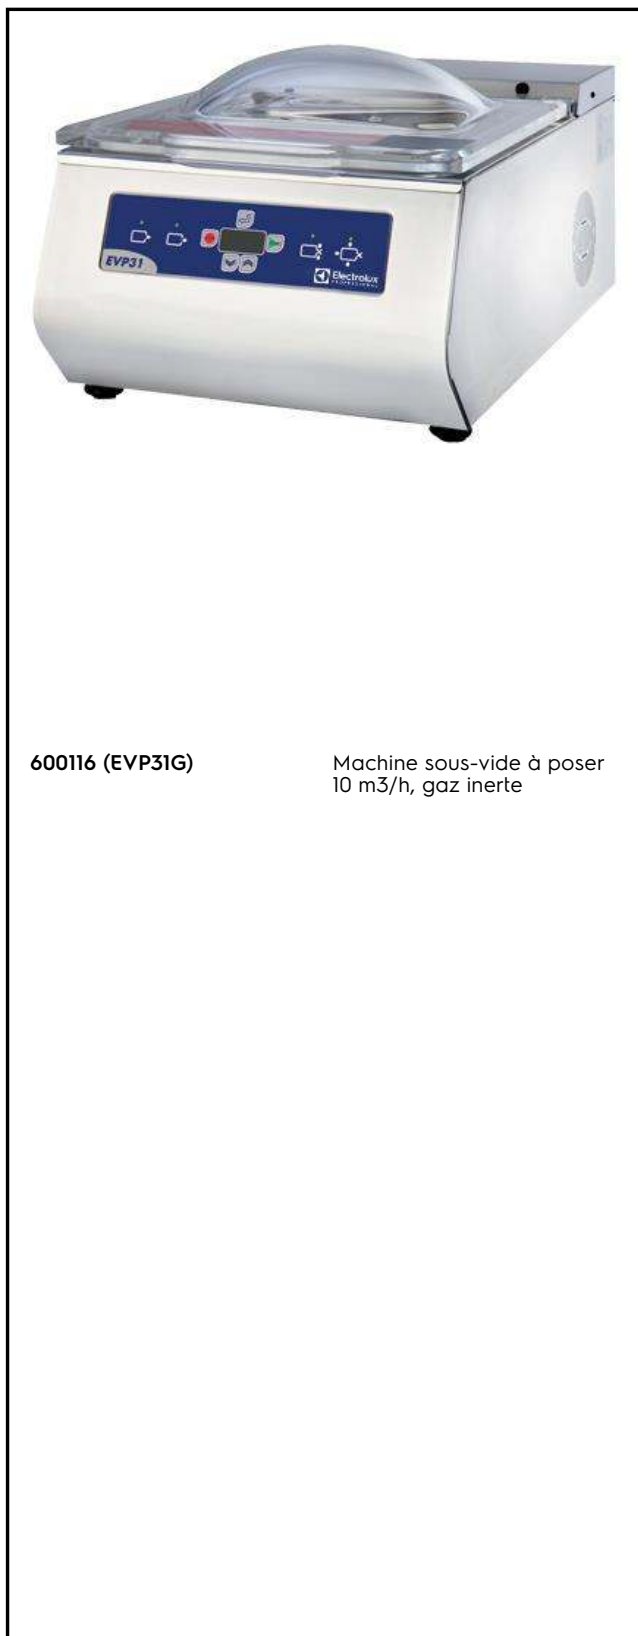 EVP31
Electrolux
PROFESSIONAL
600116 (EVP31G)
Machine sous-vide à poser
10 m3/h, gaz inerte